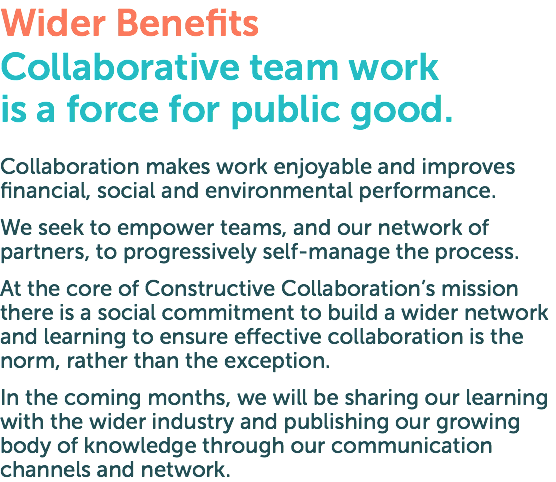 Wider Benefits
Collaborative team work
is a force for public good.
Collaboration makes work enjoyable and improves
financial, social and environmental performance.
We seek to empower teams, and our network of
partners, to progressively self-manage the process.
At the core of Constructive Collaboration’s mission
there is a social commitment to build a wider network
and learning to ensure effective collaboration is the
norm, rather than the exception.
In the coming months, we will be sharing our learning
with the wider industry and publishing our growing
body of knowledge through our communication
channels and network.